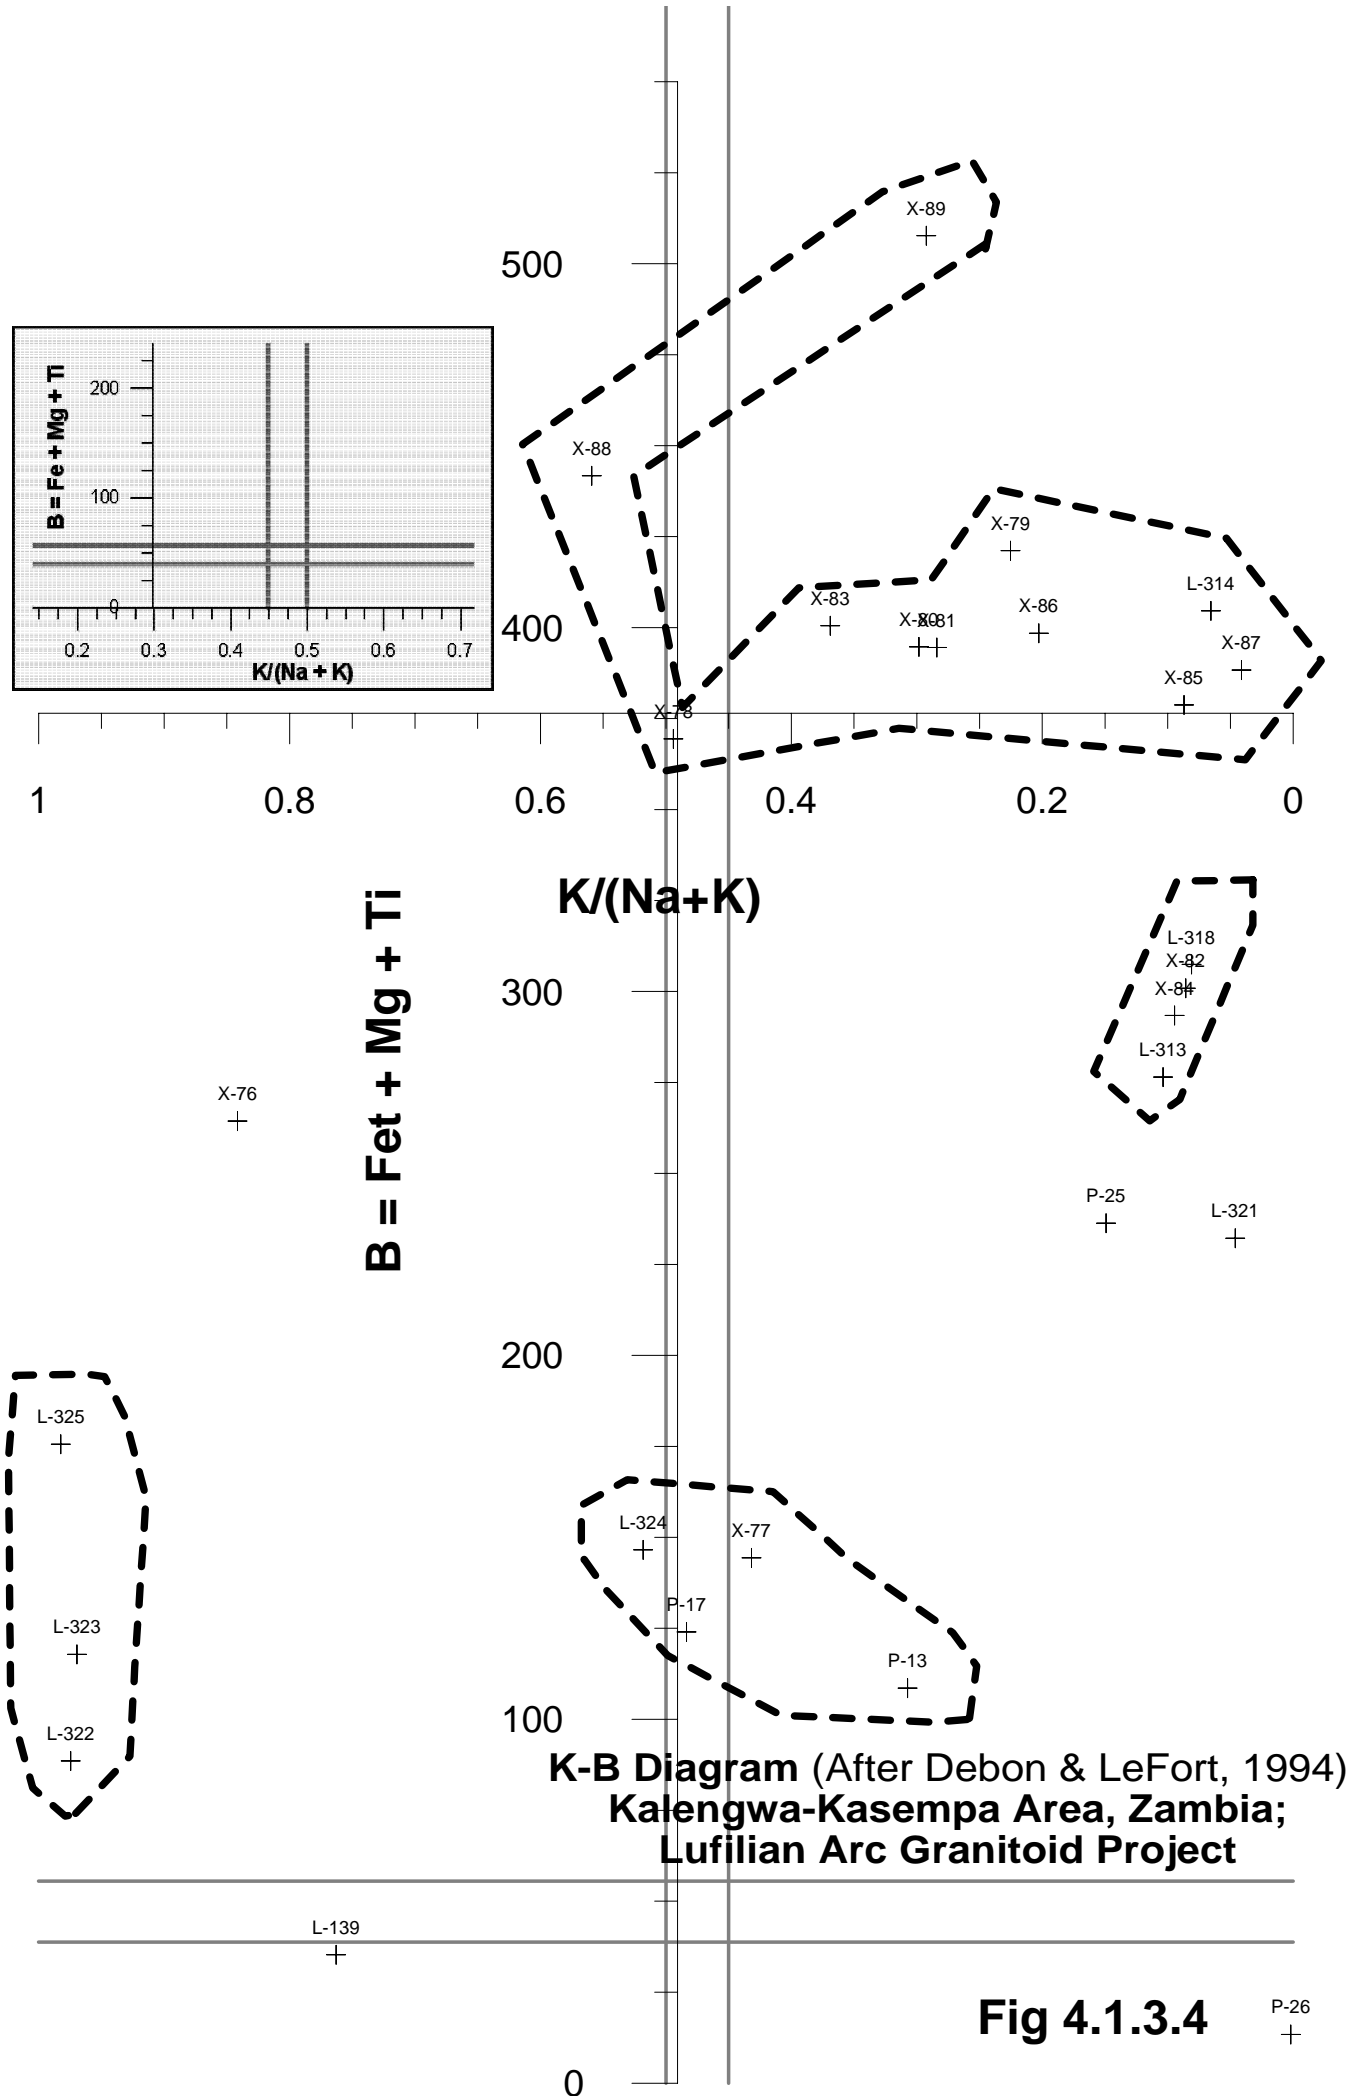 X-89
500
B = Fe + Mg + Ti
200
100
0
0.2
0.3
0.4
0.5
0.6
0.7
K/(Na + K)
X-88
X-79
L-314
X-83
X-80
X-81
X-86
400
X-87
X-85
X-78
1
0.8
0.6
0.4
0.2
0
K/(Na+K)
B = Fet + Mg + Ti
L-318
X-82
300
X-84
L-313
X-76
P-25
L-321
200
L-325
L-324
X-77
P-17
L-323
P-13
100
L-322
K-B Diagram (After Debon & LeFort, 1994)
Kalengwa-Kasempa Area, Zambia;
Lufilian Arc Granitoid Project
L-139
Fig 4.1.3.4
P-26
0